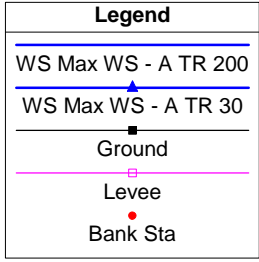 Legend
WS Max WS - A TR 200
WS Max WS - A TR 30
Ground
Levee
Bank Sta